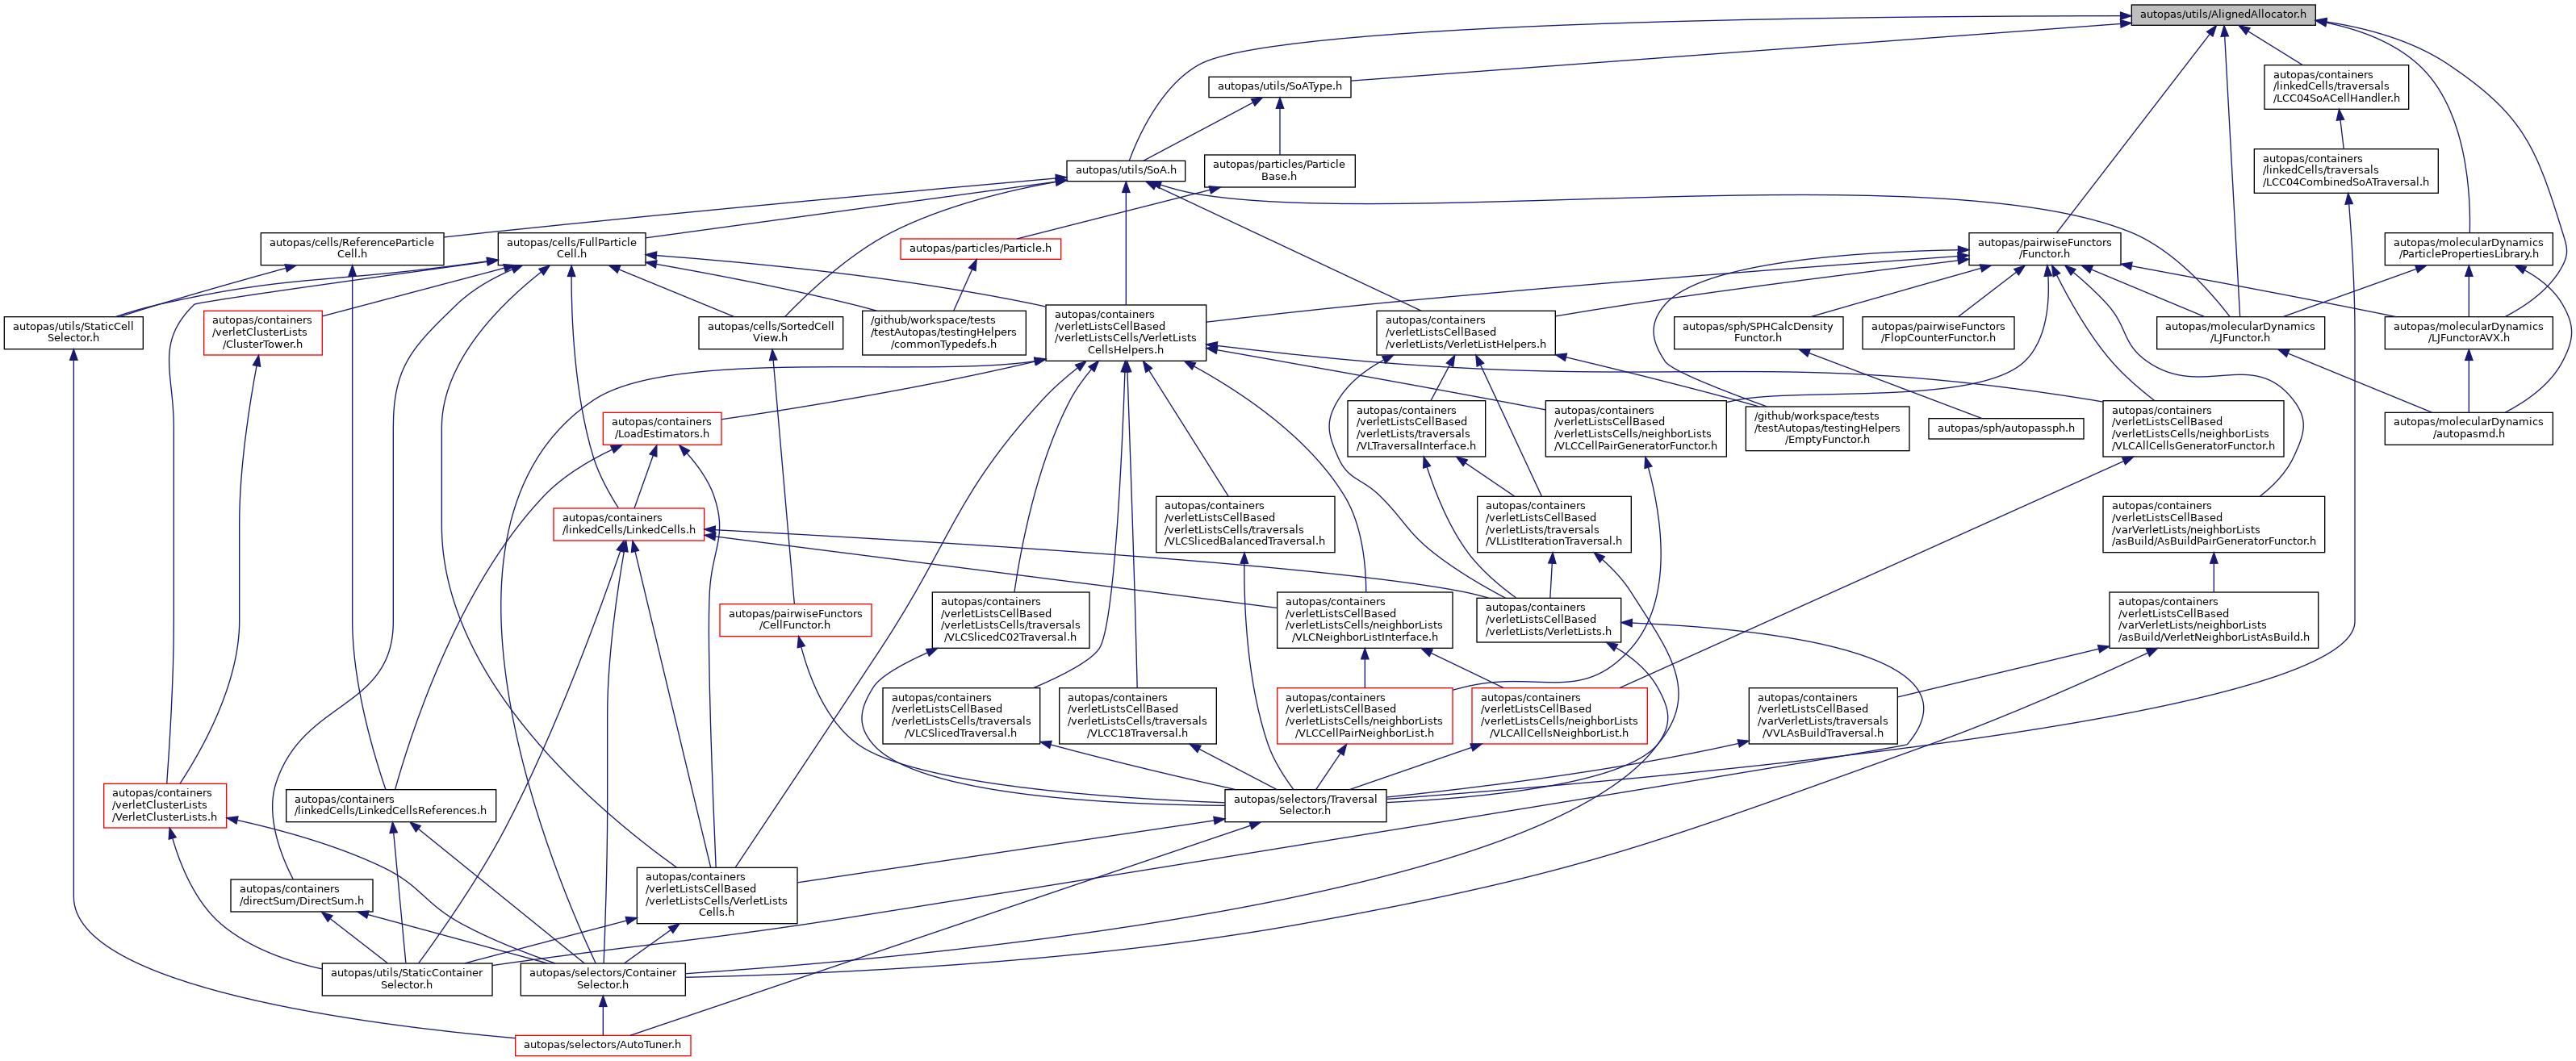 autopas/utils/AlignedAllocator.h
autopas/utils/SoAType.h
autopas/containers
/linkedCells/traversals
/LCC04SoACellHandler.h
autopas/utils/SoA.h
autopas/particles/Particle
Base.h
autopas/containers
/linkedCells/traversals
/LCC04CombinedSoATraversal.h
autopas/cells/ReferenceParticle
Cell.h
autopas/cells/FullParticle
Cell.h
autopas/particles/Particle.h
autopas/pairwiseFunctors
/Functor.h
autopas/molecularDynamics
/ParticlePropertiesLibrary.h
autopas/utils/StaticCell
Selector.h
autopas/containers
/verletClusterLists
/ClusterTower.h
autopas/cells/SortedCell
View.h
/github/workspace/tests
/testAutopas/testingHelpers
/commonTypedefs.h
autopas/containers
/verletListsCellBased
/verletListsCells/VerletLists
CellsHelpers.h
autopas/containers
/verletListsCellBased
/verletLists/VerletListHelpers.h
autopas/sph/SPHCalcDensity
Functor.h
autopas/pairwiseFunctors
/FlopCounterFunctor.h
autopas/molecularDynamics
/LJFunctor.h
autopas/molecularDynamics
/LJFunctorAVX.h
autopas/containers
/LoadEstimators.h
autopas/containers
/verletListsCellBased
/verletLists/traversals
/VLTraversalInterface.h
autopas/containers
/verletListsCellBased
/verletListsCells/neighborLists
/VLCCellPairGeneratorFunctor.h
/github/workspace/tests
/testAutopas/testingHelpers
/EmptyFunctor.h
autopas/sph/autopassph.h
autopas/containers
/verletListsCellBased
/verletListsCells/neighborLists
/VLCAllCellsGeneratorFunctor.h
autopas/molecularDynamics
/autopasmd.h
autopas/containers
/linkedCells/LinkedCells.h
autopas/containers
/verletListsCellBased
/verletListsCells/traversals
/VLCSlicedBalancedTraversal.h
autopas/containers
/verletListsCellBased
/verletLists/traversals
/VLListIterationTraversal.h
autopas/containers
/verletListsCellBased
/varVerletLists/neighborLists
/asBuild/AsBuildPairGeneratorFunctor.h
autopas/pairwiseFunctors
/CellFunctor.h
autopas/containers
/verletListsCellBased
/verletListsCells/traversals
/VLCSlicedC02Traversal.h
autopas/containers
/verletListsCellBased
/verletListsCells/neighborLists
/VLCNeighborListInterface.h
autopas/containers
/verletListsCellBased
/verletLists/VerletLists.h
autopas/containers
/verletListsCellBased
/varVerletLists/neighborLists
/asBuild/VerletNeighborListAsBuild.h
autopas/containers
/verletListsCellBased
/verletListsCells/traversals
/VLCSlicedTraversal.h
autopas/containers
/verletListsCellBased
/verletListsCells/traversals
/VLCC18Traversal.h
autopas/containers
/verletListsCellBased
/verletListsCells/neighborLists
/VLCCellPairNeighborList.h
autopas/containers
/verletListsCellBased
/verletListsCells/neighborLists
/VLCAllCellsNeighborList.h
autopas/containers
/verletListsCellBased
/varVerletLists/traversals
/VVLAsBuildTraversal.h
autopas/containers
/verletClusterLists
/VerletClusterLists.h
autopas/containers
/linkedCells/LinkedCellsReferences.h
autopas/selectors/Traversal
Selector.h
autopas/containers
/directSum/DirectSum.h
autopas/containers
/verletListsCellBased
/verletListsCells/VerletLists
Cells.h
autopas/utils/StaticContainer
Selector.h
autopas/selectors/Container
Selector.h
autopas/selectors/AutoTuner.h